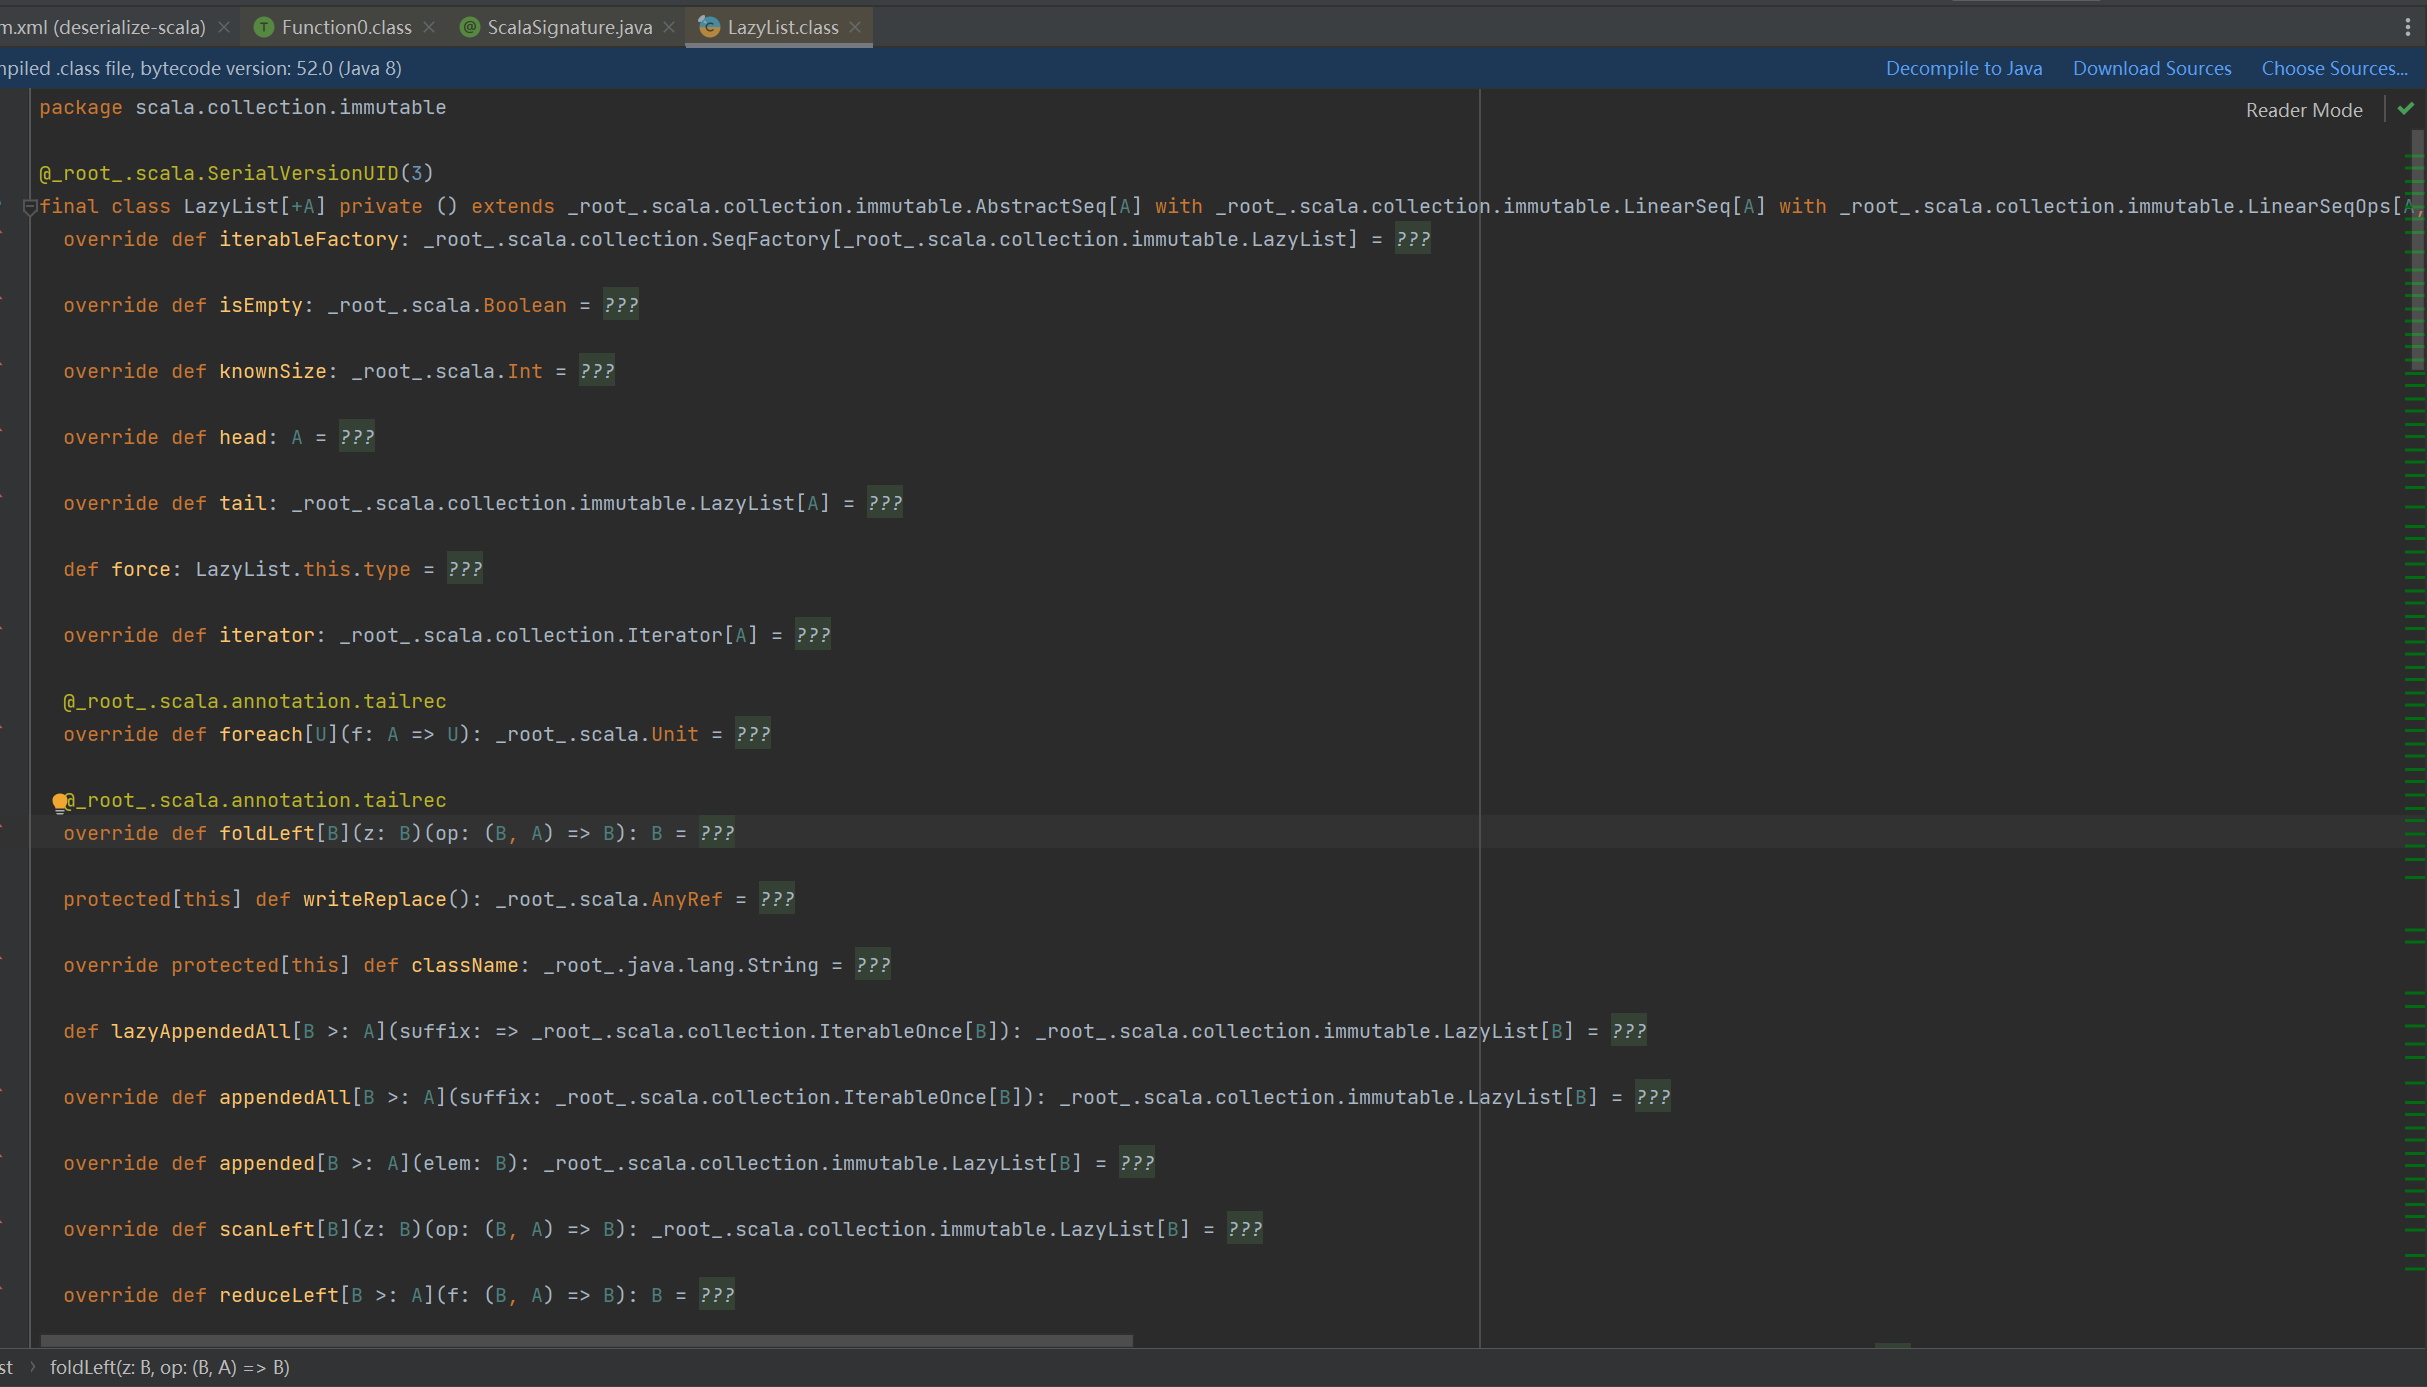 m.xml (deserialize-scala) Function0.class ScalaSignature.java LazyList.class
mpiled .class file, bytecode version: 52.0 (Java 8) Decompile to Java Download Sources Choose Sources...
Reader Mode
package scala.collection.immutable
@_root_.scala.SerialVersionUID(3)
final class LazyList[+A] private () extends _root_.scala.collection.immutable.AbstractSeq[A] with _root_.scala.collection.immutable.LinearSeq[A] with _root_.scala.collection.immutable.LinearSeqOps[A,
override def iterableFactory: _root_.scala.collection.SeqFactory[_root_.scala.collection.immutable.LazyList] = ???
override def isEmpty: _root_.scala.Boolean = ???
override def knownSize: _root_.scala.Int = ???
override def head: A = ???
override def tail: _root_.scala.collection.immutable.LazyList[A] = ???
def force: LazyList.this.type = ???
override def iterator: _root_.scala.collection.Iterator[A] = ???
@_root_.scala.annotation.tailrec
override def foreach[U](f: A => U): _root_.scala.Unit = ???
@_root_.scala.annotation.tailrec
override def foldLeft[B](z: B)(op: (B, A) => B): B = ???
protected[this] def writeReplace(): _root_.scala.AnyRef = ???
override protected[this] def className: _root_.java.lang.String = ???
def lazyAppendedAll[B >: A](suffix: => _root_.scala.collection.IterableOnce[B]): _root_.scala.collection.immutable.LazyList[B] = ???
override def appendedAll[B >: A](suffix: _root_.scala.collection.IterableOnce[B]): _root_.scala.collection.immutable.LazyList[B] = ???
override def appended[B >: A](elem: B): _root_.scala.collection.immutable.LazyList[B] = ???
override def scanLeft[B](z: B)(op: (B, A) => B): _root_.scala.collection.immutable.LazyList[B] = ???
override def reduceLeft[B >: A](f: (B, A) => B): B = ???
st › foldLeft(z: B, op: (B, A) => B)